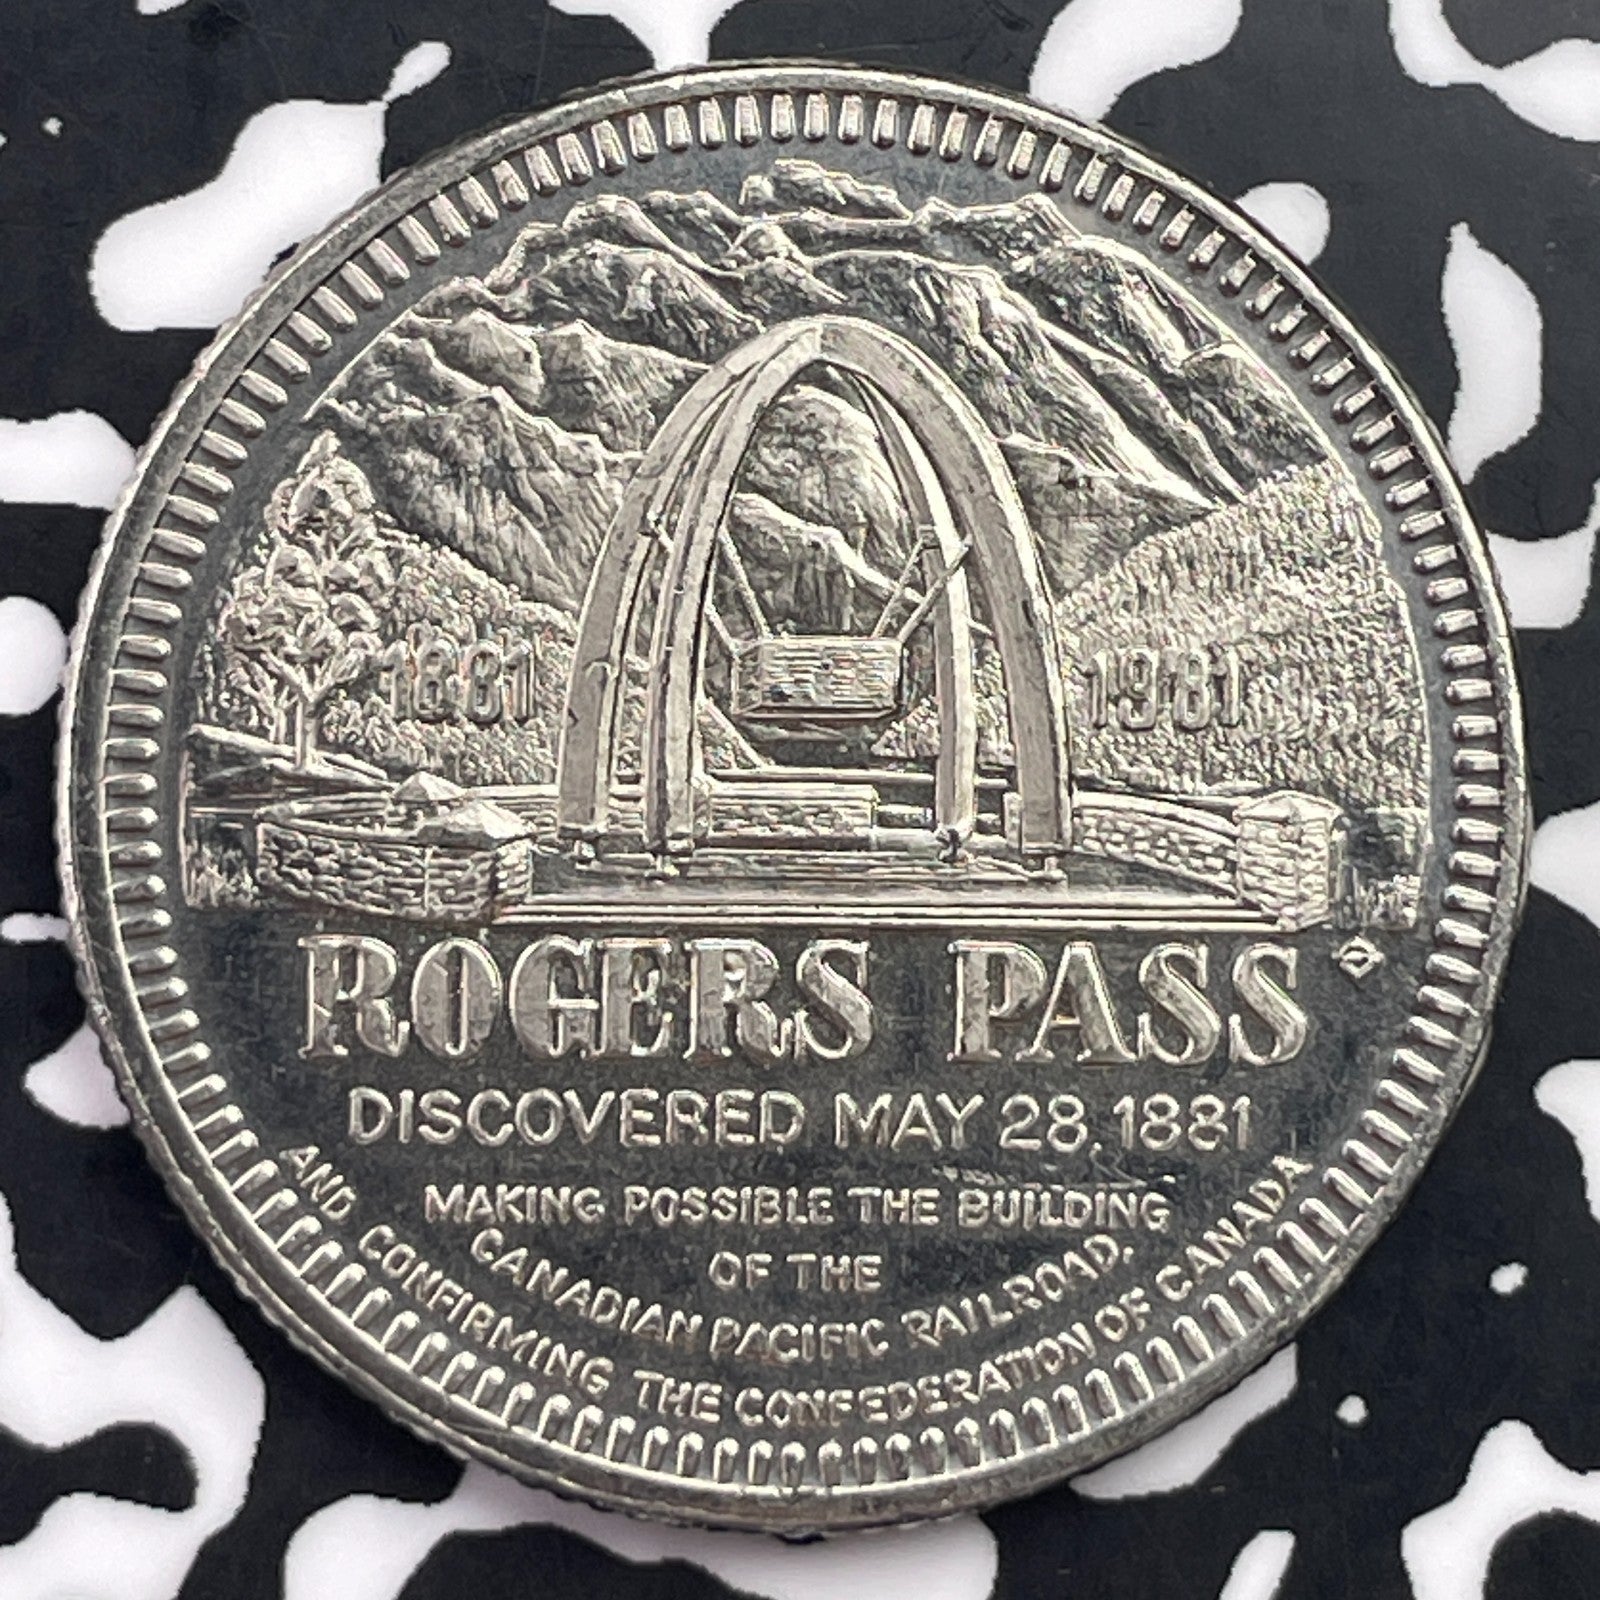 1881 1981
ROGERS PASS
DISCOVERED MAY 28, 1881
MAKING POSSIBLE THE BUILDING
OF THE
CANADIAN PACIFIC RAILROAD,
AND CONFIRMING THE CONFEDERATION OF CANADA